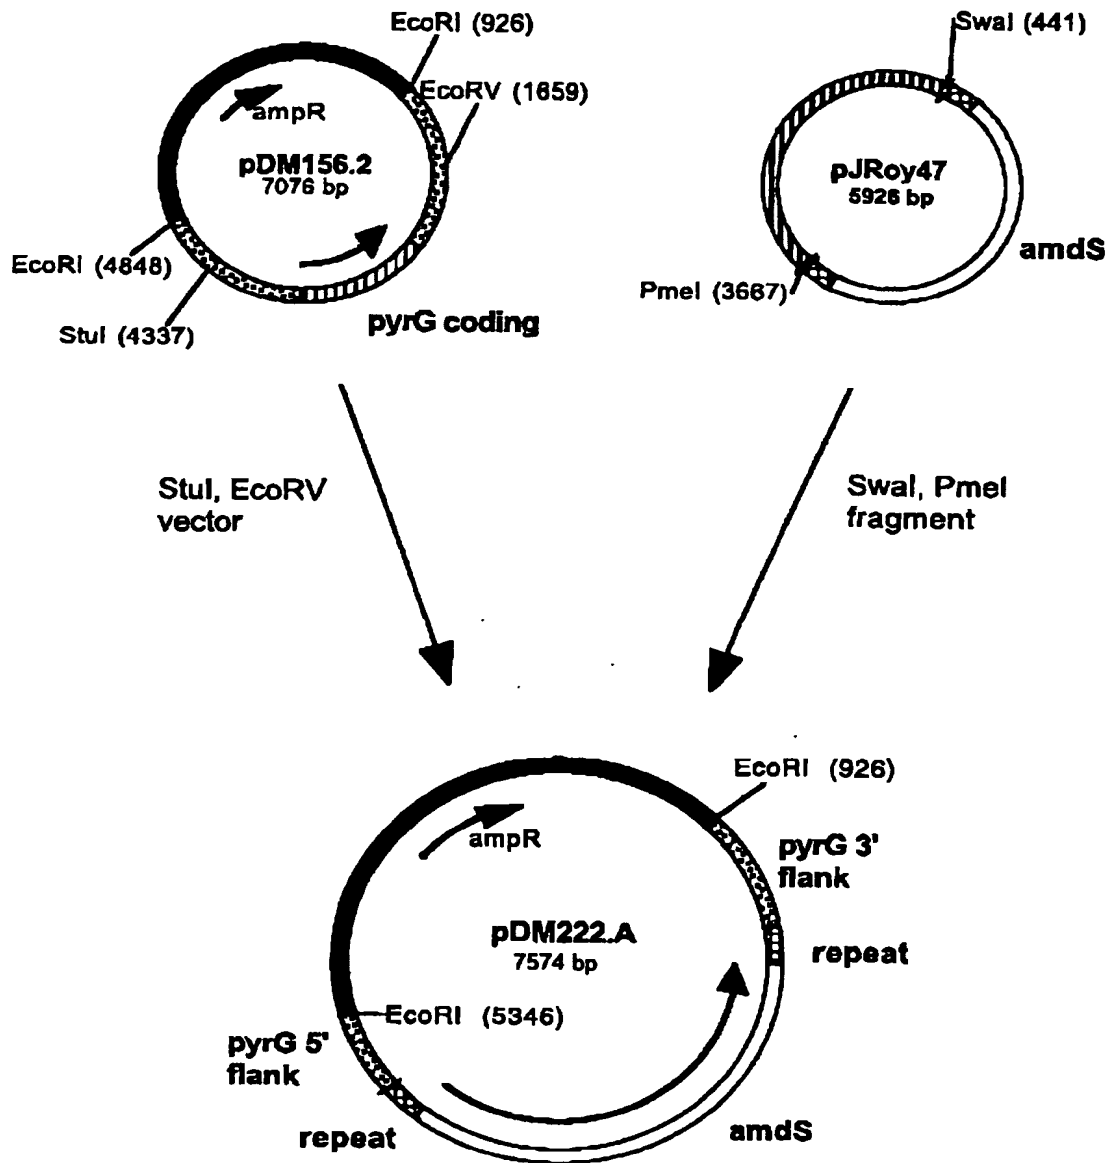 EcoRI (926)
SwaI (441)
EcoRV (1659)
ampR
pDM156.2
7076 bp
pJRoy47
5926 bp
amdS
EcoRI (4848)
PmeI (3667)
StuI (4337)
pyrG coding
StuI, EcoRV
vector
SwaI, PmeI
fragment
EcoRI (926)
ampR
pyrG 3'
flank
pDM222.A
7574 bp
repeat
EcoRI (5346)
pyrG 5'
flank
repeat
amdS